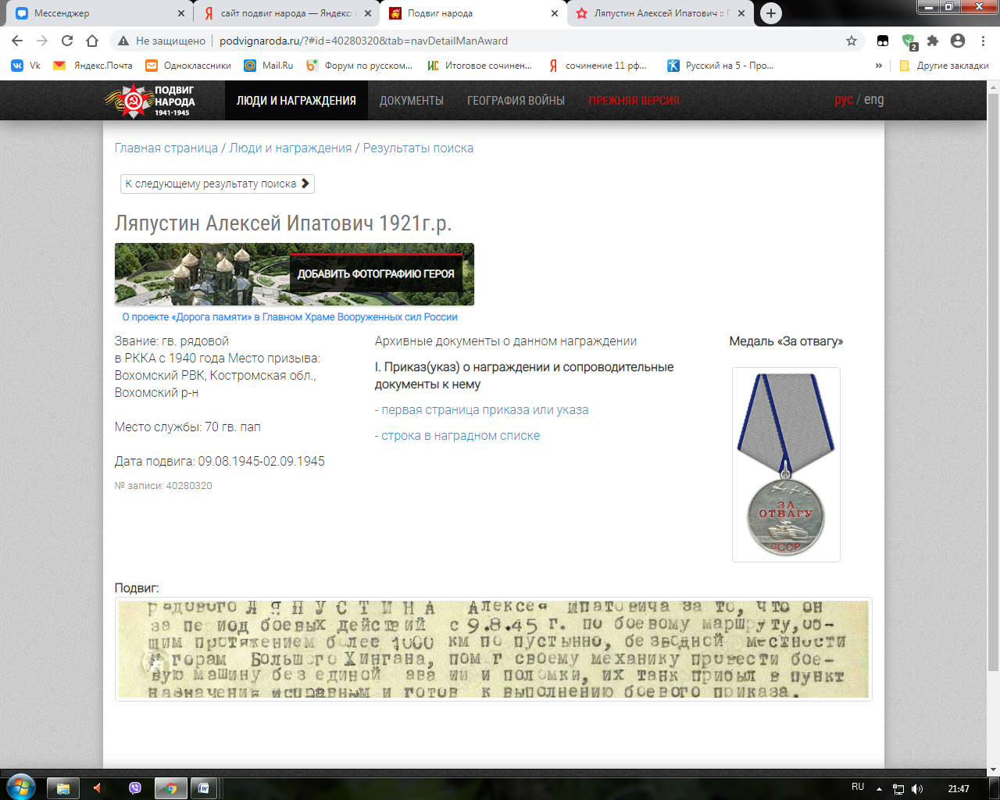 Мессенджер
сайт подвиг народа — Яндекс:
Подвиг народа
Ляпустин Алексей Ипатович ::
Не защищено
podvignaroda.ru/?#id=40280320&tab=navDetailManAward
2
Vk
Яндекс.Почта
Одноклассники
Mail.Ru
Форум по русском...
Итоговое сочинен...
сочинение 11 рф...
Русский на 5 - Про...
»
Другие закладки
ПОДВИГ
НАРОДА
1941-1945
ЛЮДИ И НАГРАЖДЕНИЯ
ДОКУМЕНТЫ
ГЕОГРАФИЯ ВОЙНЫ
ПРЕЖНЯЯ ВЕРСИЯ
рус / eng
Главная страница / Люди и награждения / Результаты поиска
К следующему результату поиска
Ляпустин Алексей Ипатович 1921г.р.
ДОБАВИТЬ ФОТОГРАФИЮ ГЕРОЯ
О проекте «Дорога памяти» в Главном Храме Вооруженных сил России
Звание: гв. рядовой
в РККА с 1940 года Место призыва:
Вохомский РВК, Костромская обл.,
Вохомский р-н
Место службы: 70 гв. пап
Дата подвига: 09.08.1945-02.09.1945
№ записи: 40280320
Архивные документы о данном награждении
I. Приказ(указ) о награждении и сопроводительные
документы к нему
- первая страница приказа или указа
- строка в наградном списке
Медаль «За отвагу»
ЗА
ОТВАГУ
СССР
Подвиг:
рядового ЛЯПУСТИНА Алексея Ипатовича за то, что он
за период боевых действий с 9.8.45 г. по боевому маршруту, об-
щим протяжением более 1000 км по пустынно, безводной местности
и горам Большого Хингана, помог своему механику провести бое-
вую машину без единой аварии и поломки, их танк прибыл в пункт
назначения исправным и готов к выполнению боевого приказа.
RU
21:47